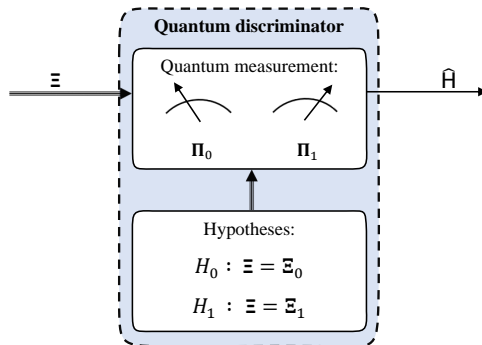 Quantum discriminator
Quantum measurement:
Ξ
Ĥ
𝚷₀ 𝚷₁
Hypotheses:
H₀ : Ξ = Ξ₀
H₁ : Ξ = Ξ₁